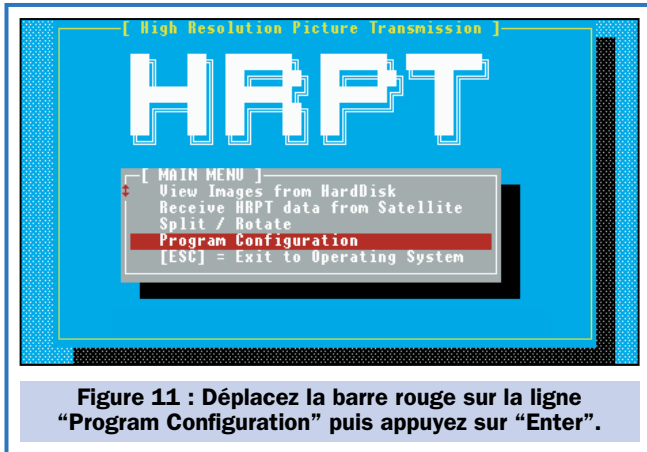 [ High Resolution Picture Transmission ]
HRPT
[ MAIN MENU ]
View Images from HardDisk
Receive HRPT data from Satellite
Split / Rotate
Program Configuration
[ESC] = Exit to Operating System
Figure 11 : Déplacez la barre rouge sur la ligne
“Program Configuration” puis appuyez sur “Enter”.